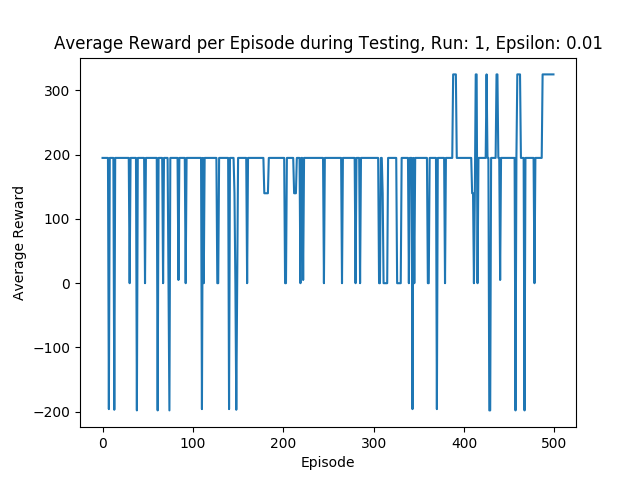 Average Reward per Episode during Testing, Run: 1, Epsilon: 0.01
300
200
100
0
−100
−200
Average Reward
0 100 200 300 400 500
Episode